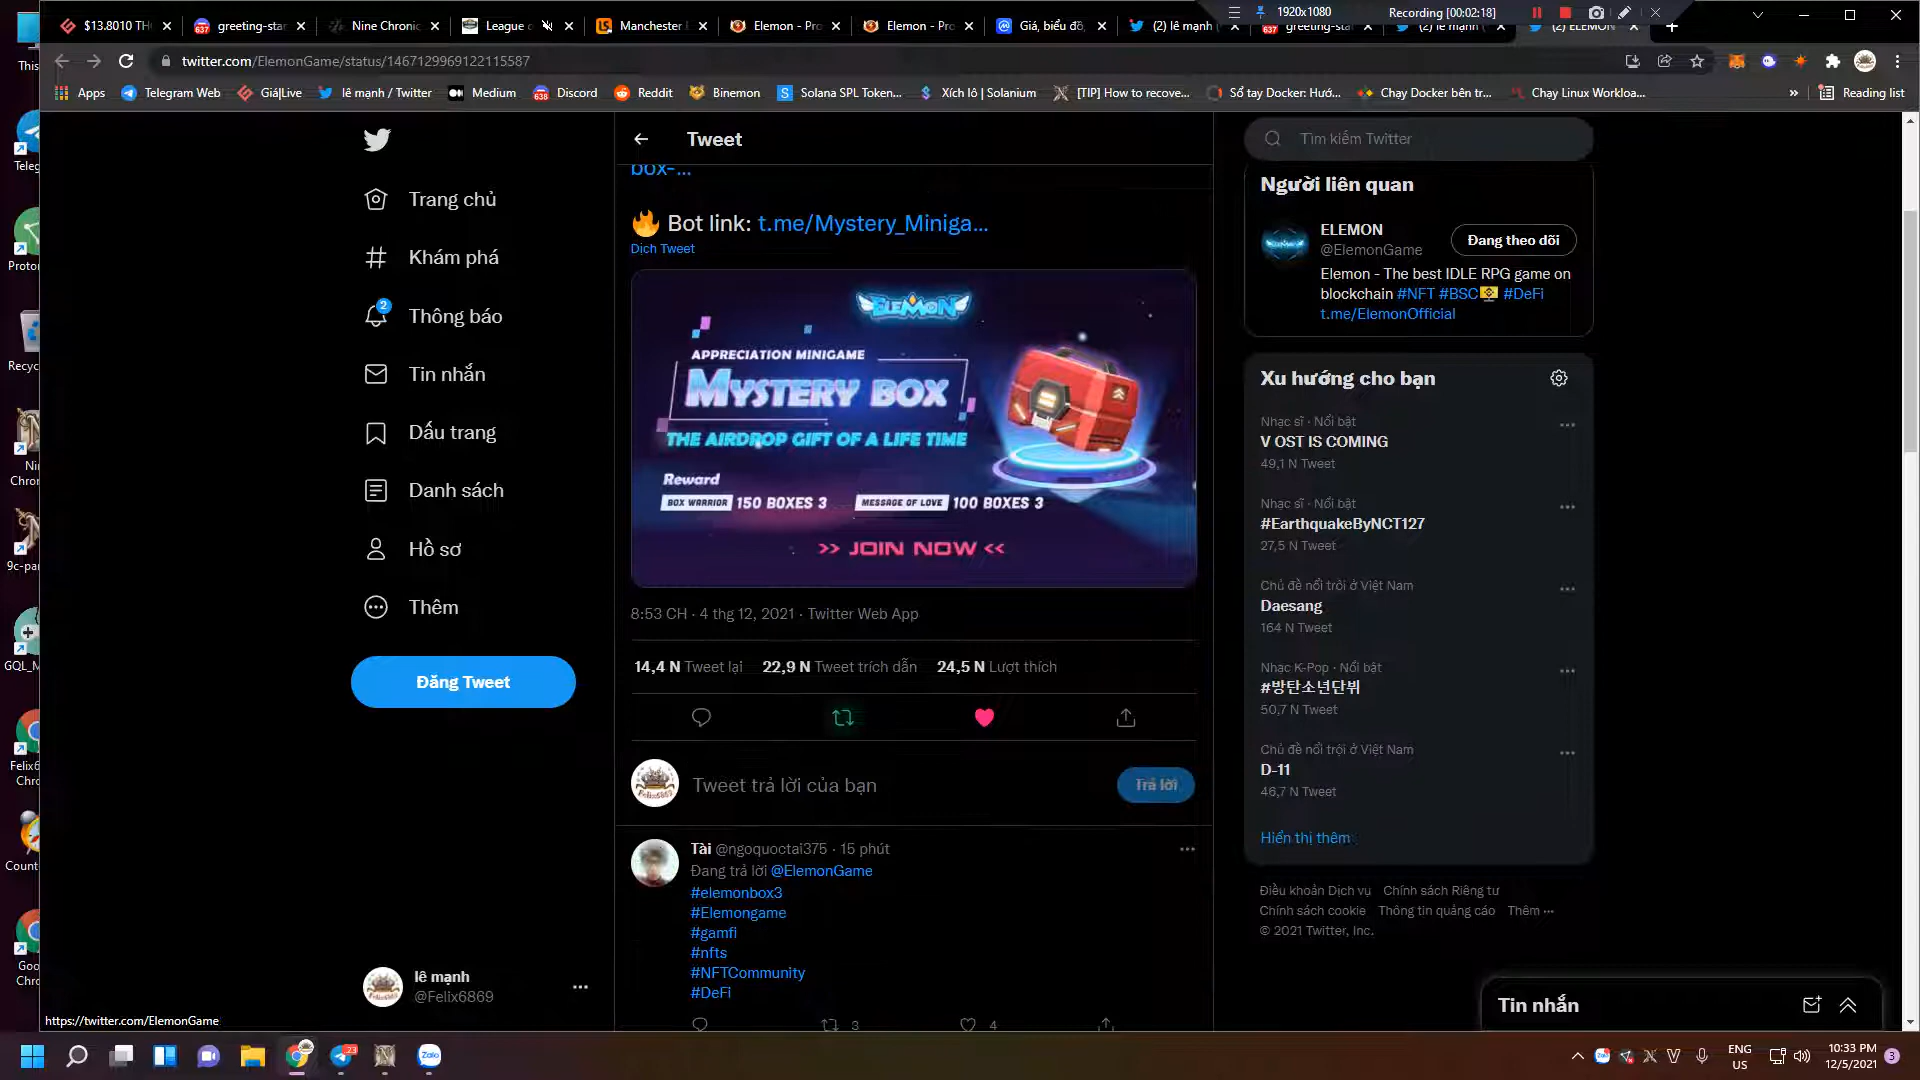 1920x1080
Recording [00:02:18]
$13.8010 TH
greeting-sta
Nine Chronic
League
Manchester
Elemon - Pro
Elemon - Pro
Giá, biểu đồ,
(2) lê mạnh
greeting-sta
(2) lê mạnh
(2) ELEMON
twitter.com/ElemonGame/status/1467129969122115587
Apps
Telegram Web
Giá|Live
lê mạnh / Twitter
Medium
Discord
Reddit
Binemon
Solana SPL Token...
Xích lô | Solanium
[TIP] How to recove...
Sổ tay Docker: Hướ...
Chạy Docker bên tr...
Chạy Linux Workloa...
»
Reading list
This
Teleg
Proto
Recyc
Nin
Chron
9c-pa
GQL_M
Felix6
Chrc
Count
Goo
Chrc
Trang chủ
Khám phá
2
Thông báo
Tin nhắn
Dấu trang
Danh sách
Hồ sơ
Thêm
Đăng Tweet
lê mạnh
@Felix6869
https://twitter.com/ElemonGame
Tweet
box-...
🔥 Bot link: t.me/Mystery_Miniga...
Dịch Tweet
ELEMON
APPRECIATION MINIGAME
MYSTERY BOX
THE AIRDROP GIFT OF A LIFE TIME
Reward
BOX WARRIOR 150 BOXES 3 MESSAGE OF LOVE 100 BOXES 3
>> JOIN NOW <<
8:53 CH · 4 thg 12, 2021 · Twitter Web App
14,4 N Tweet lại 22,9 N Tweet trích dẫn 24,5 N Lượt thích
Tweet trả lời của bạn
Trả lời
Tài @ngoquoctai375 · 15 phút
Đang trả lời @ElemonGame
#elemonbox3
#Elemongame
#gamfi
#nfts
#NFTCommunity
#DeFi
3
4
Tìm kiếm Twitter
Người liên quan
ELEMON
@ElemonGame
Đang theo dõi
Elemon - The best IDLE RPG game on
blockchain #NFT #BSC #DeFi
t.me/ElemonOfficial
Xu hướng cho bạn
Nhạc sĩ · Nổi bật
V OST IS COMING
49,1 N Tweet
Nhạc sĩ · Nổi bật
#EarthquakeByNCT127
27,5 N Tweet
Chủ đề nổi trội ở Việt Nam
Daesang
164 N Tweet
Nhạc K-Pop · Nổi bật
#방탄소년단뷔
50,7 N Tweet
Chủ đề nổi trội ở Việt Nam
D-11
46,7 N Tweet
Hiển thị thêm
Điều khoản Dịch vụ Chính sách Riêng tư
Chính sách cookie Thông tin quảng cáo Thêm ···
© 2021 Twitter, Inc.
Tin nhắn
23
Zalo
ENG
US
10:33 PM
12/5/2021
3